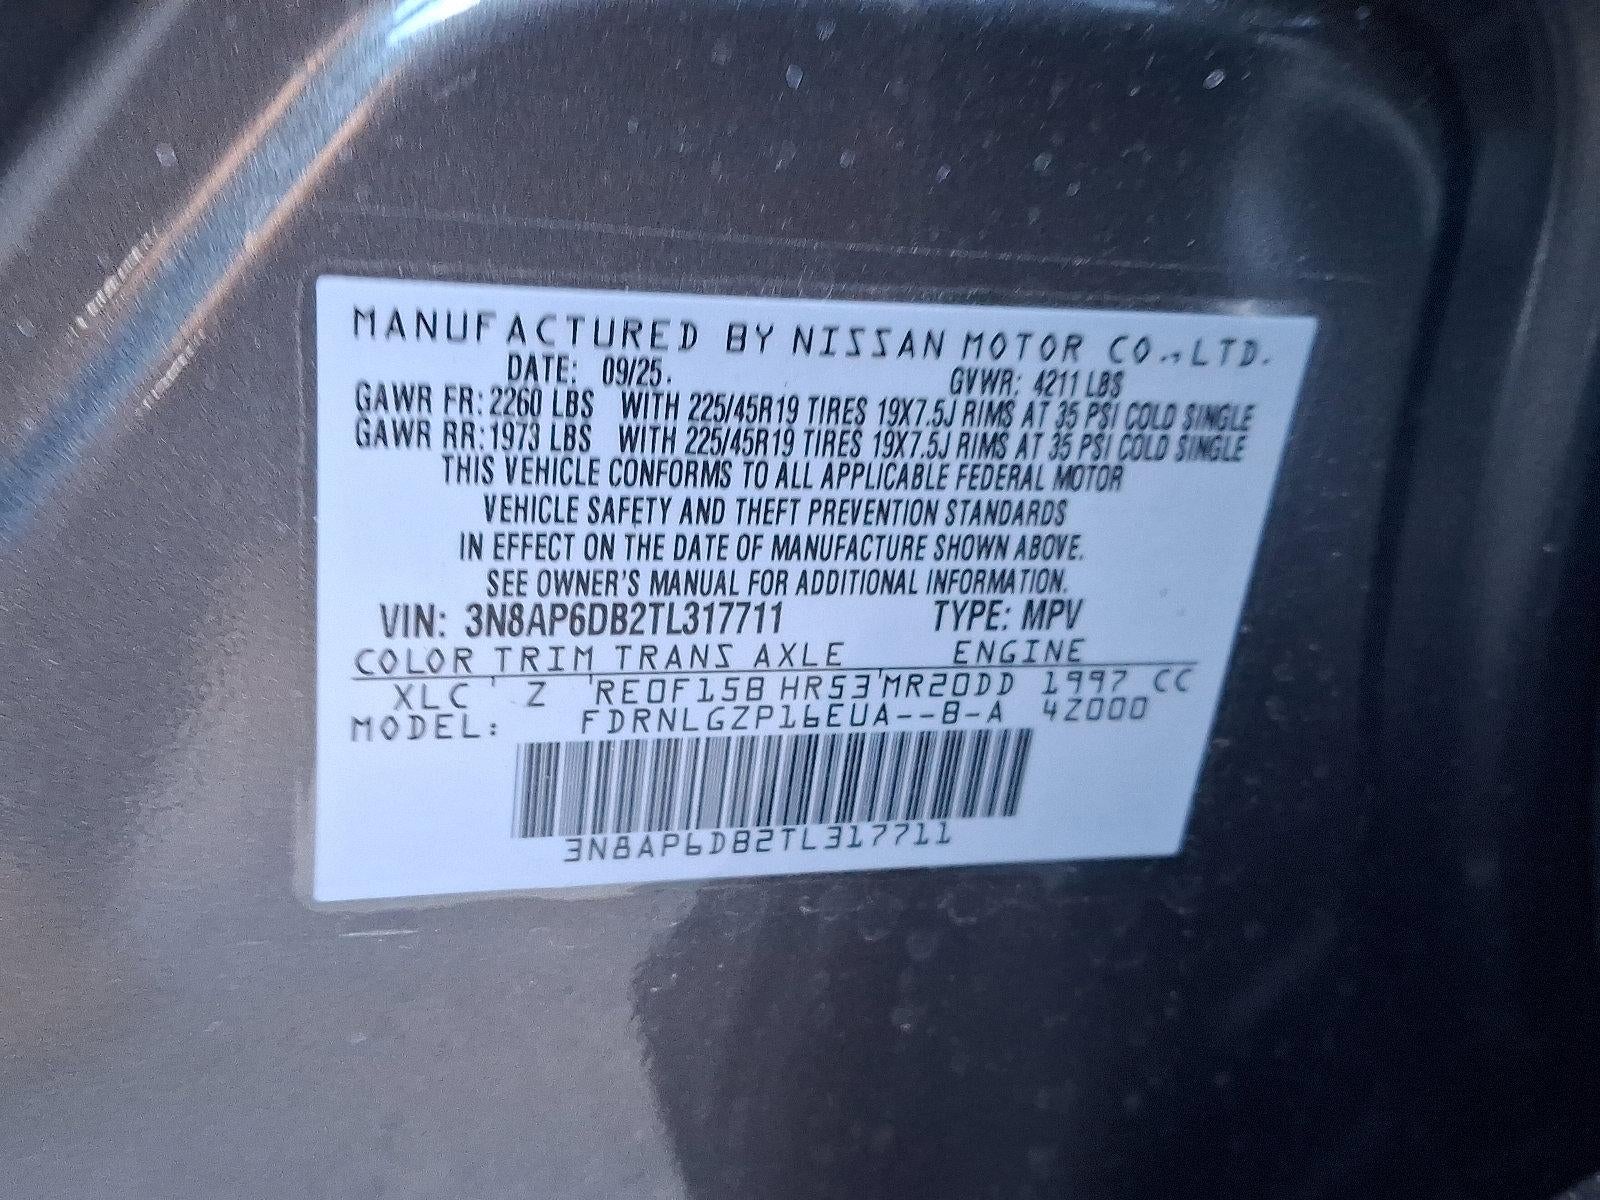 MANUFACTURED BY NISSAN MOTOR CO.,LTD.
DATE: 09/25. GVWR: 4211 LBS
GAWR FR: 2260 LBS WITH 225/45R19 TIRES 19X7.5J RIMS AT 35 PSI COLD SINGLE
GAWR RR: 1973 LBS WITH 225/45R19 TIRES 19X7.5J RIMS AT 35 PSI COLD SINGLE
THIS VEHICLE CONFORMS TO ALL APPLICABLE FEDERAL MOTOR
VEHICLE SAFETY AND THEFT PREVENTION STANDARDS
IN EFFECT ON THE DATE OF MANUFACTURE SHOWN ABOVE.
SEE OWNER'S MANUAL FOR ADDITIONAL INFORMATION.
VIN: 3N8AP6DB2TL317711 TYPE: MPV
COLOR TRIM TRANS AXLE ENGINE
XLC ' Z 'RE0F15B HR53'MR20DD 1997 CC
MODEL: FDRNLGZP16EUA--B-A 4Z000
3N8AP6DB2TL317711